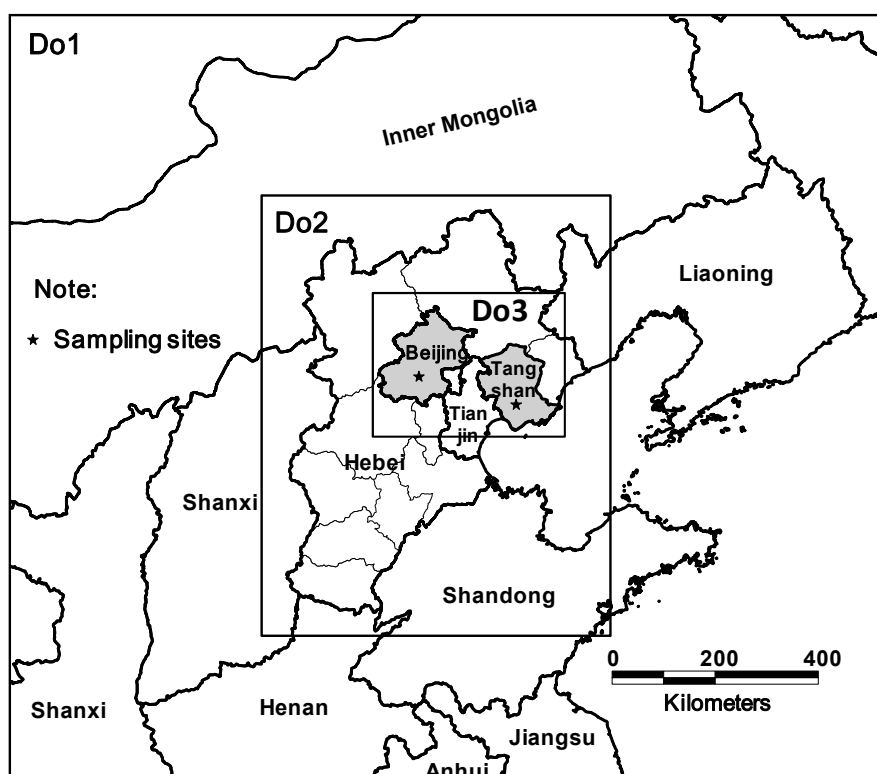 Do1
Inner Mongolia
Do2
Liaoning
Note:
Do3
★ Sampling sites
Beijing
Tang
shan
Tian
jin
Hebei
Shanxi
Shandong
0 200 400
Kilometers
Shanxi
Henan
Jiangsu
Anhui